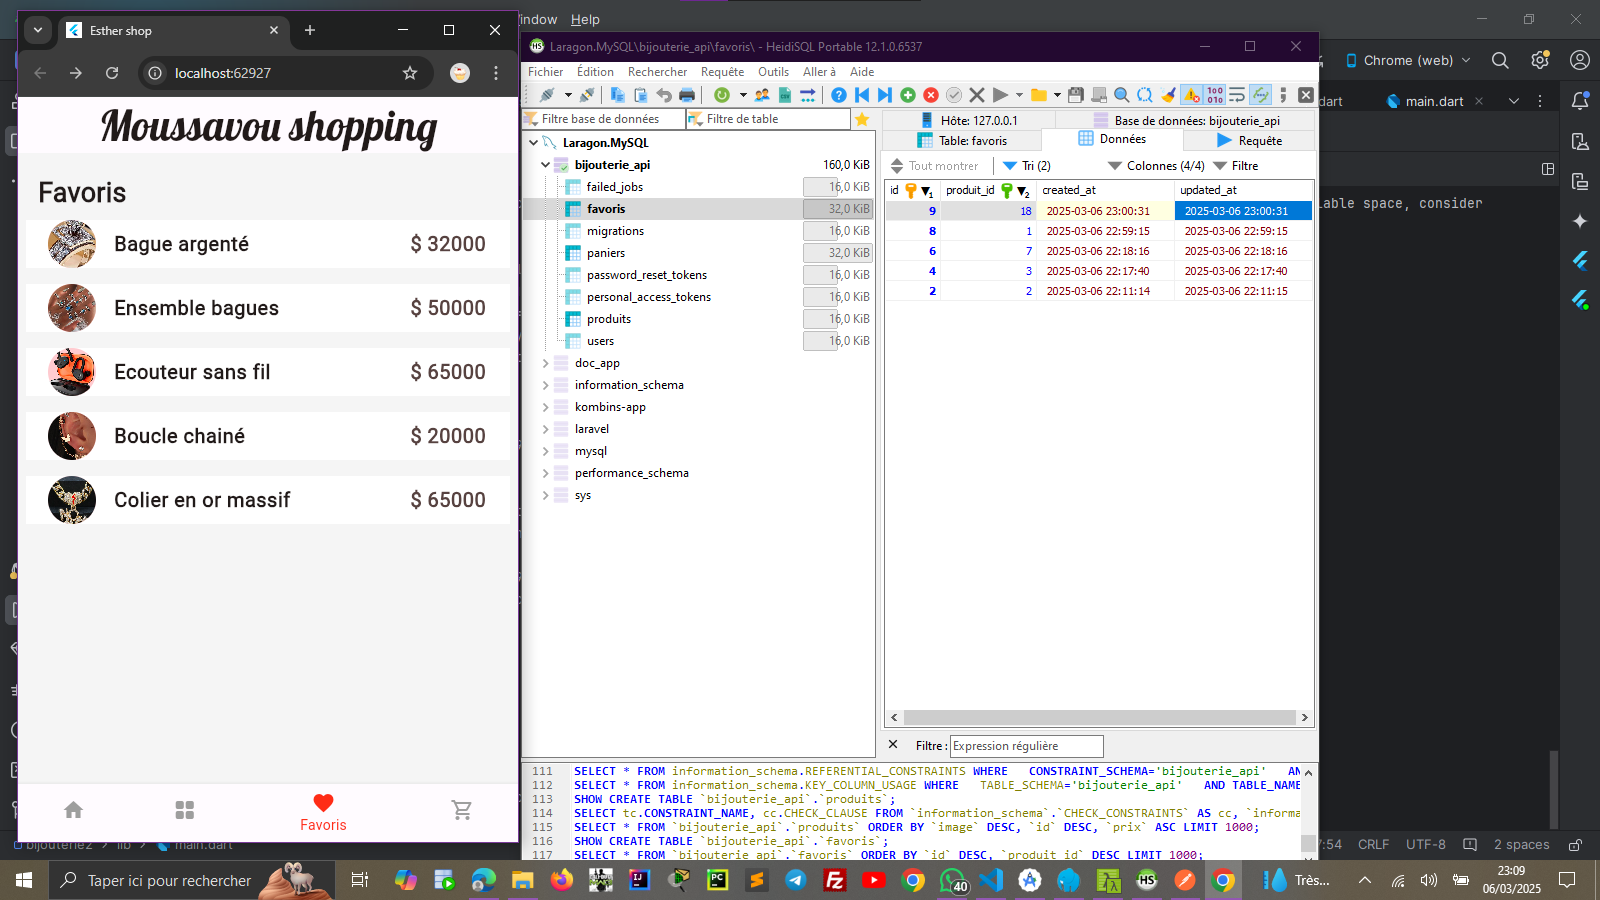 Esther shop
localhost:62927
Moussavou shopping
Favoris
Bague argenté $ 32000
Ensemble bagues $ 50000
Ecouteur sans fil $ 65000
Boucle chainé $ 20000
Colier en or massif $ 65000
Favoris
indow Help
Chrome (web)
dart
main.dart
lable space, consider
Laragon.MySQL\bijouterie_api\favoris\ - HeidiSQL Portable 12.1.0.6537
Fichier Édition Rechercher Requête Outils Aller à Aide
Filtre base de données Filtre de table
Laragon.MySQL
bijouterie_api 160,0 KiB
failed_jobs 16,0 KiB
favoris 32,0 KiB
migrations 16,0 KiB
paniers 32,0 KiB
password_reset_tokens 16,0 KiB
personal_access_tokens 16,0 KiB
produits 16,0 KiB
users 16,0 KiB
doc_app
information_schema
kombins-app
laravel
mysql
performance_schema
sys
Hôte: 127.0.0.1 Base de données: bijouterie_api
Table: favoris Données Requête
Tout montrer Tri (2) Colonnes (4/4) Filtre
id 1 produit_id 2 created_at updated_at
9 18 2025-03-06 23:00:31 2025-03-06 23:00:31
8 1 2025-03-06 22:59:15 2025-03-06 22:59:15
6 7 2025-03-06 22:18:16 2025-03-06 22:18:16
4 3 2025-03-06 22:17:40 2025-03-06 22:17:40
2 2 2025-03-06 22:11:14 2025-03-06 22:11:15
Filtre : Expression régulière
111 SELECT * FROM information_schema.REFERENTIAL_CONSTRAINTS WHERE CONSTRAINT_SCHEMA='bijouterie_api' AN
112 SELECT * FROM information_schema.KEY_COLUMN_USAGE WHERE TABLE_SCHEMA='bijouterie_api' AND TABLE_NAME
113 SHOW CREATE TABLE `bijouterie_api`.`produits`;
114 SELECT tc.CONSTRAINT_NAME, cc.CHECK_CLAUSE FROM `information_schema`.`CHECK_CONSTRAINTS` AS cc, `informa
115 SELECT * FROM `bijouterie_api`.`produits` ORDER BY `image` DESC, `id` DESC, `prix` ASC LIMIT 1000;
116 SHOW CREATE TABLE `bijouterie_api`.`favoris`;
117 SELECT * FROM `bijouterie_api`.`favoris` ORDER BY `id` DESC, `produit_id` DESC LIMIT 1000;
bijouterie2 > lib > main.dart
7:54 CRLF UTF-8 2 spaces
Taper ici pour rechercher
40
Très...
23:09
06/03/2025